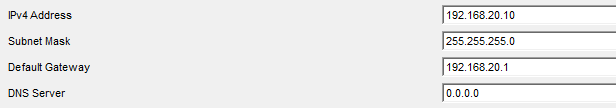 IPv4 Address 192.168.20.10
Subnet Mask 255.255.255.0
Default Gateway 192.168.20.1
DNS Server 0.0.0.0